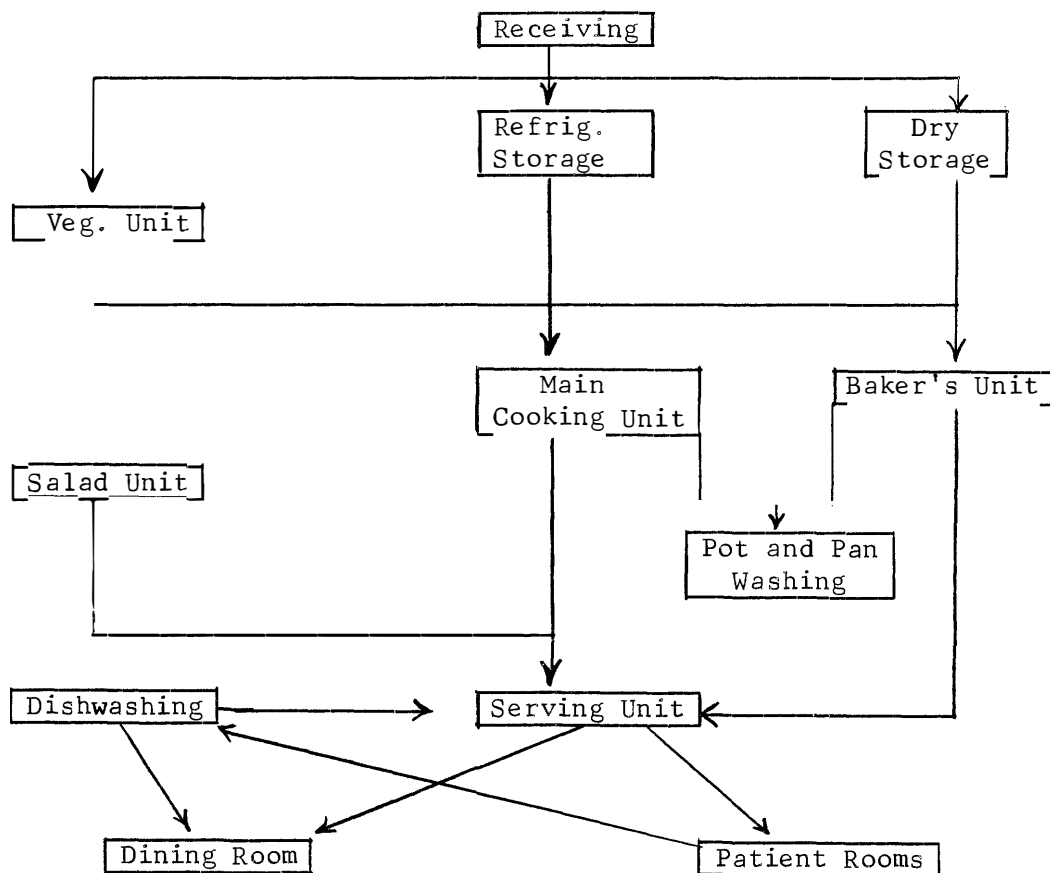 Receiving
Refrig.
Storage
Dry
Storage
Veg. Unit
Main
Cooking Unit
Baker's Unit
Salad Unit
Pot and Pan
Washing
Dishwashing
Serving Unit
Dining Room
Patient Rooms